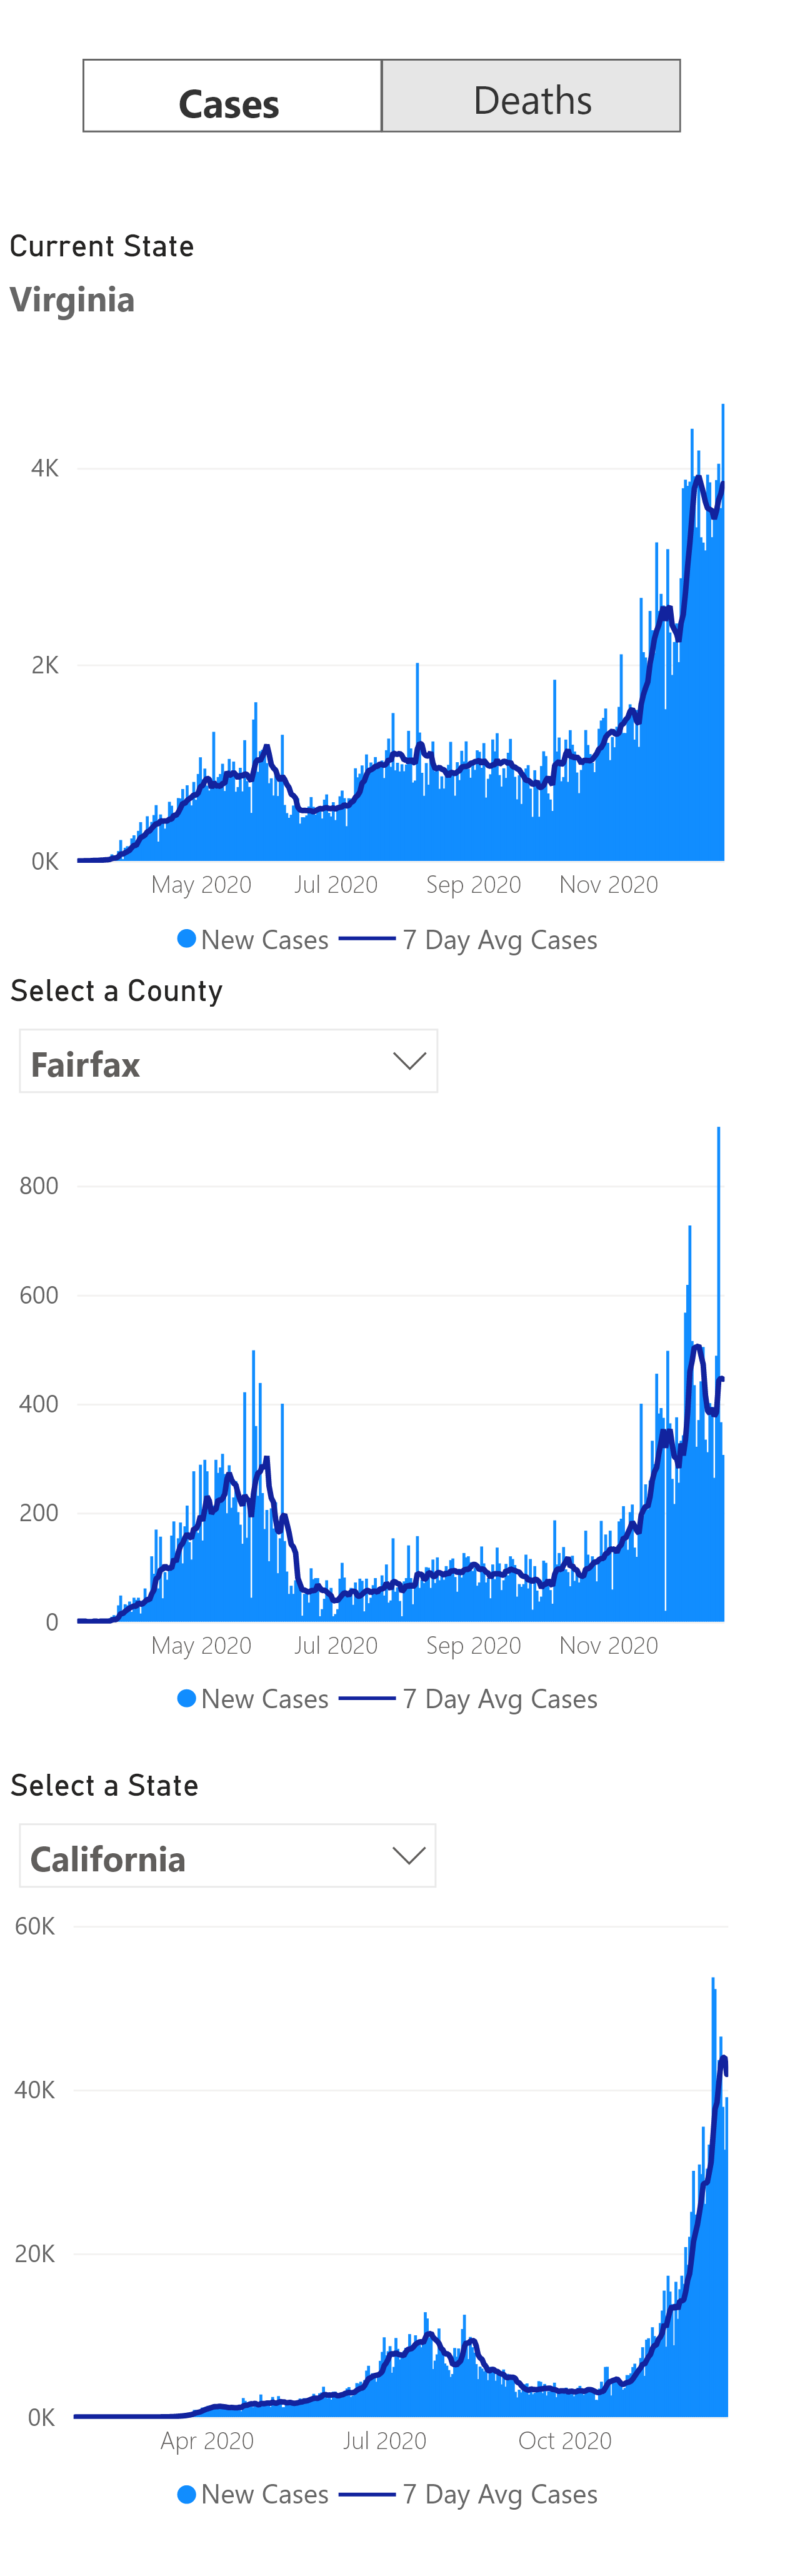 Cases Deaths
Current State
Virginia
4K
2K
0K
May 2020 Jul 2020 Sep 2020 Nov 2020
New Cases 7 Day Avg Cases
Select a County
Fairfax
800
600
400
200
0
May 2020 Jul 2020 Sep 2020 Nov 2020
New Cases 7 Day Avg Cases
Select a State
California
60K
40K
20K
0K
Apr 2020 Jul 2020 Oct 2020
New Cases 7 Day Avg Cases